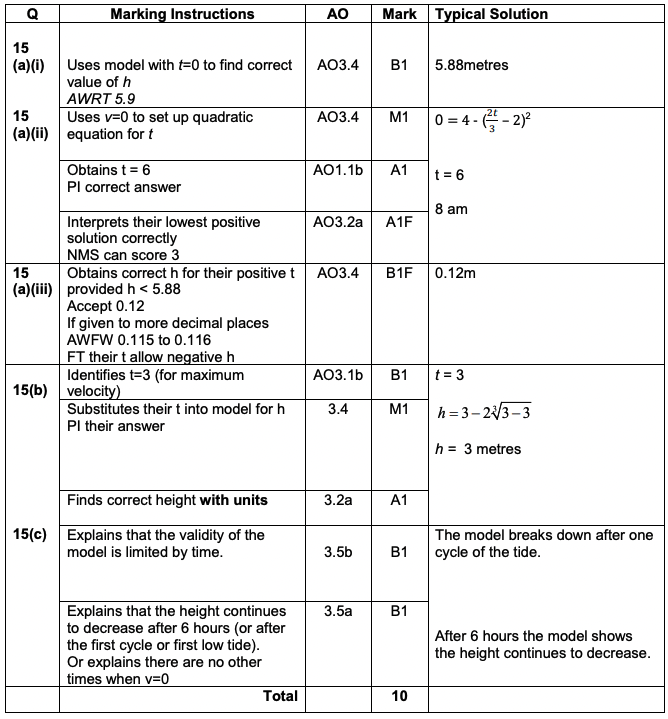 Q Marking Instructions AO Mark Typical Solution
15
(a)(i) Uses model with t=0 to find correct AO3.4 B1 5.88metres
value of h
AWRT 5.9
15 Uses v=0 to set up quadratic AO3.4 M1 0 = 4 - (2t/3 – 2)²
(a)(ii) equation for t
Obtains t = 6 AO1.1b A1 t = 6
PI correct answer
8 am
Interprets their lowest positive AO3.2a A1F
solution correctly
NMS can score 3
15 Obtains correct h for their positive t AO3.4 B1F 0.12m
(a)(iii) provided h < 5.88
Accept 0.12
If given to more decimal places
AWFW 0.115 to 0.116
FT their t allow negative h
15(b) Identifies t=3 (for maximum AO3.1b B1 t = 3
velocity)
Substitutes their t into model for h 3.4 M1 h = 3 – 2∛3 – 3
PI their answer
h = 3 metres
Finds correct height with units 3.2a A1
15(c) Explains that the validity of the The model breaks down after one
model is limited by time. 3.5b B1 cycle of the tide.
Explains that the height continues 3.5a B1
to decrease after 6 hours (or after
the first cycle or first low tide). After 6 hours the model shows
Or explains there are no other the height continues to decrease.
times when v=0
Total 10